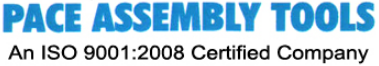 PACE ASSEMBLY TOOLS
An ISO 9001:2008 Certified Company